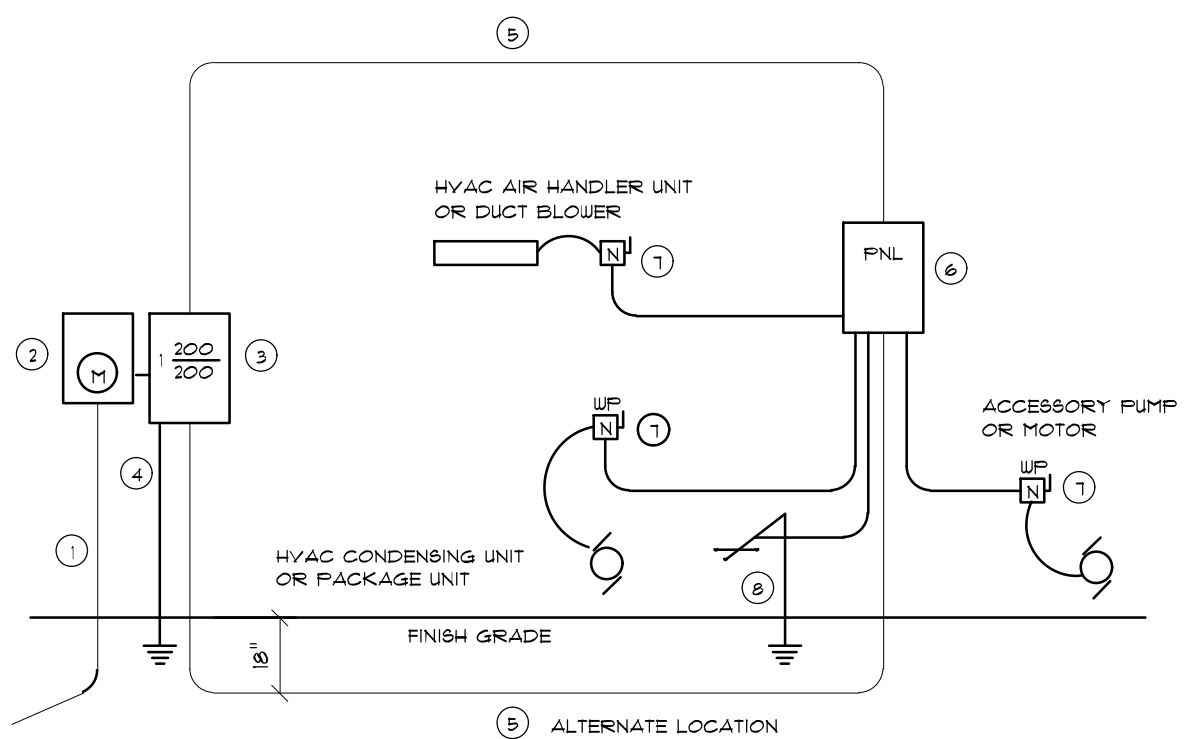 5
HVAC AIR HANDLER UNIT
OR DUCT BLOWER
N
7
PNL
6
2
M
1 200
200
3
WP
N
7
ACCESSORY PUMP
OR MOTOR
WP
N
7
4
1
HVAC CONDENSING UNIT
OR PACKAGE UNIT
8
FINISH GRADE
18"
5 ALTERNATE LOCATION